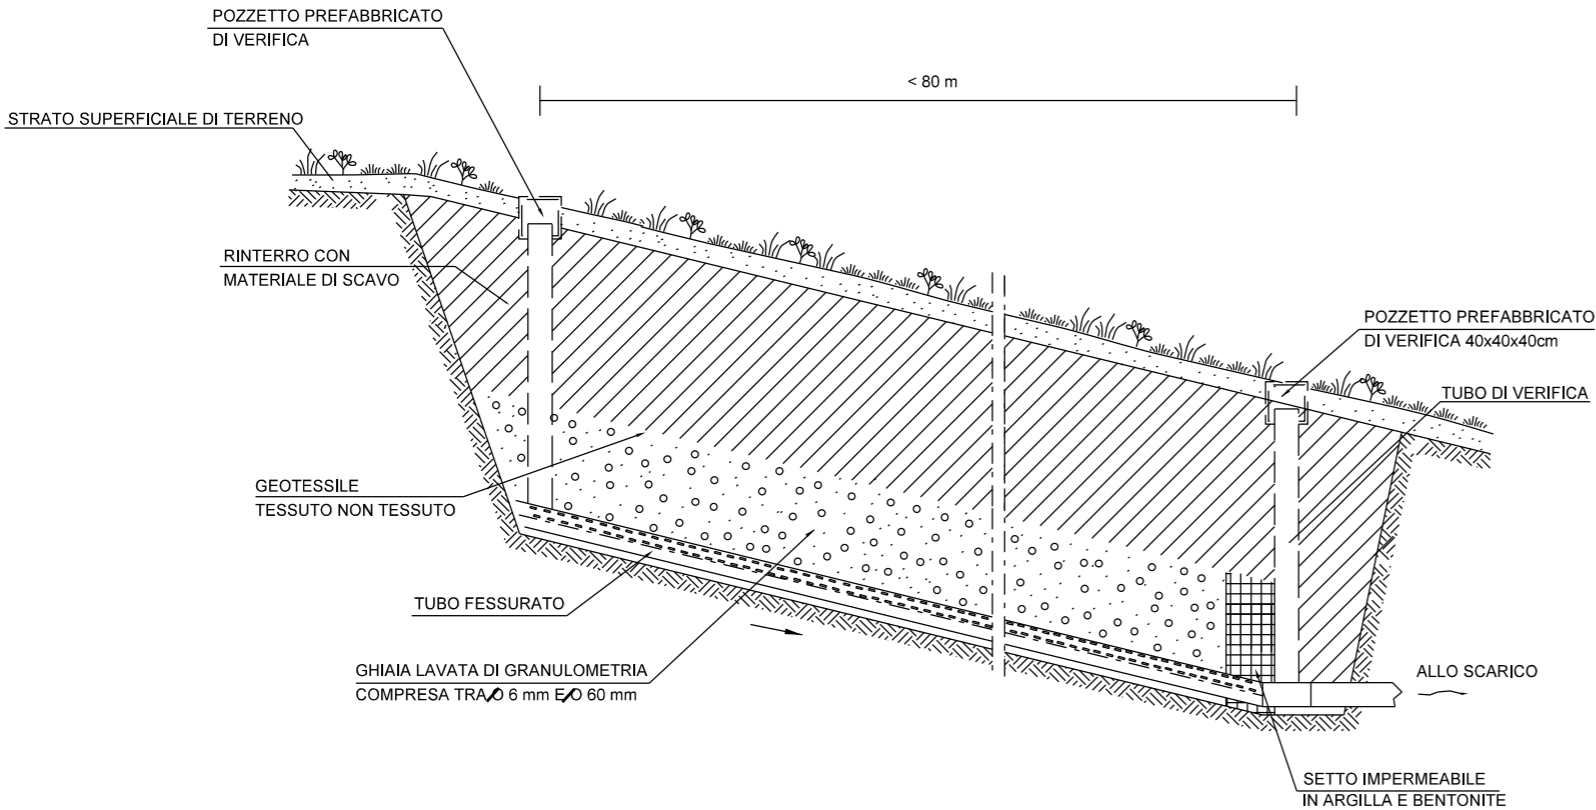 POZZETTO PREFABBRICATO
DI VERIFICA
< 80 m
STRATO SUPERFICIALE DI TERRENO
RINTERRO CON
MATERIALE DI SCAVO
POZZETTO PREFABBRICATO
DI VERIFICA 40x40x40cm
TUBO DI VERIFICA
GEOTESSILE
TESSUTO NON TESSUTO
TUBO FESSURATO
GHIAIA LAVATA DI GRANULOMETRIA
COMPRESA TRA Ø 6 mm E Ø 60 mm
ALLO SCARICO
SETTO IMPERMEABILE
IN ARGILLA E BENTONITE